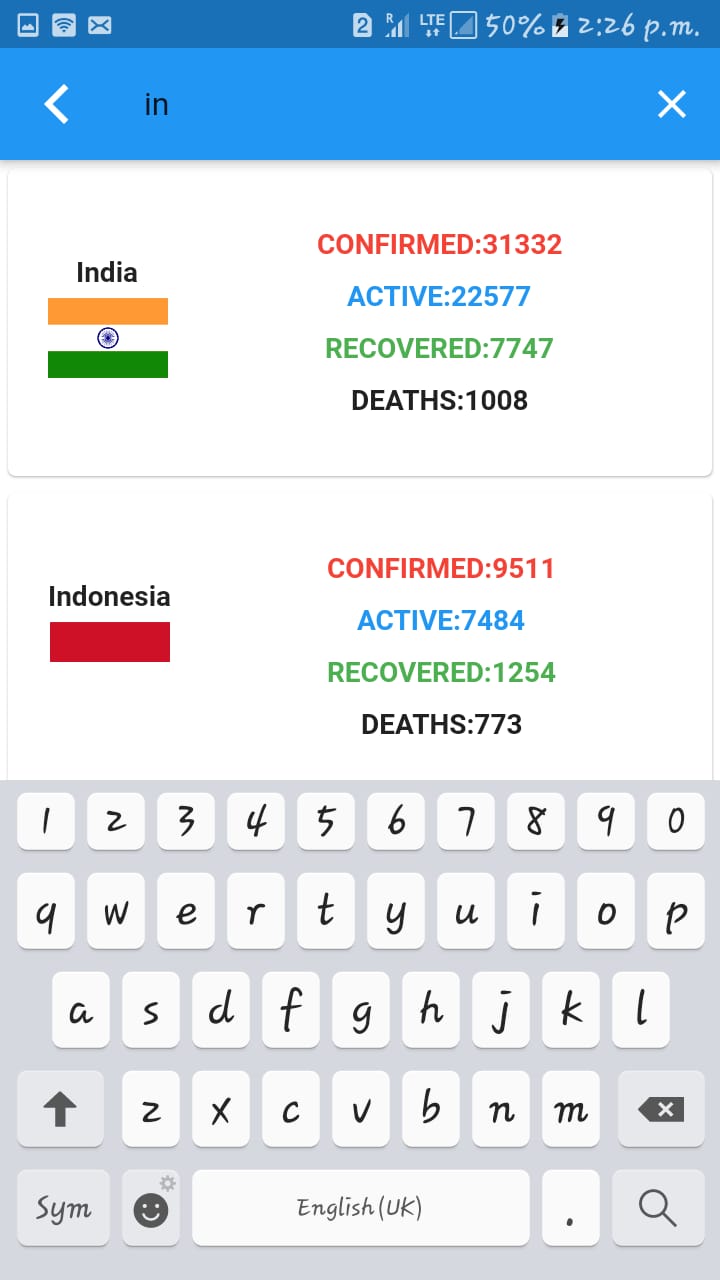 2 R LTE 50% 2:26 p.m.
in
India
CONFIRMED:31332
ACTIVE:22577
RECOVERED:7747
DEATHS:1008
Indonesia
CONFIRMED:9511
ACTIVE:7484
RECOVERED:1254
DEATHS:773
1 2 3 4 5 6 7 8 9 0
q w e r t y u i o p
a s d f g h j k l
z x c v b n m
Sym English(UK) .